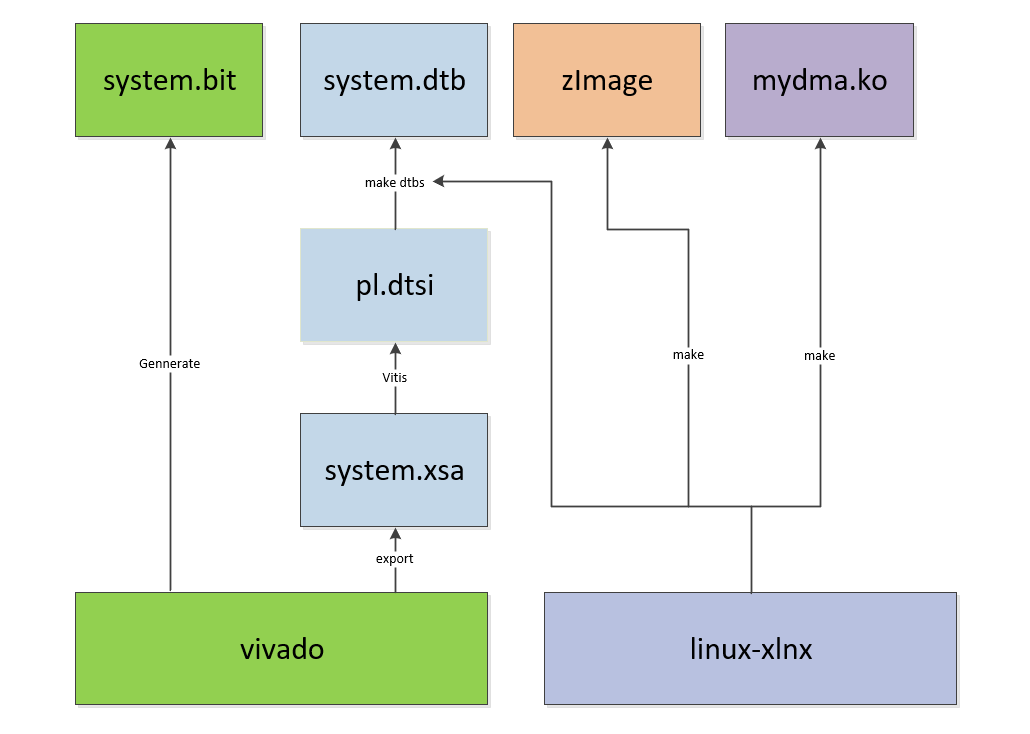 system.bit
system.dtb
zImage
mydma.ko
make dtbs
pl.dtsi
Gennerate
Vitis
make
make
system.xsa
export
vivado
linux-xlnx